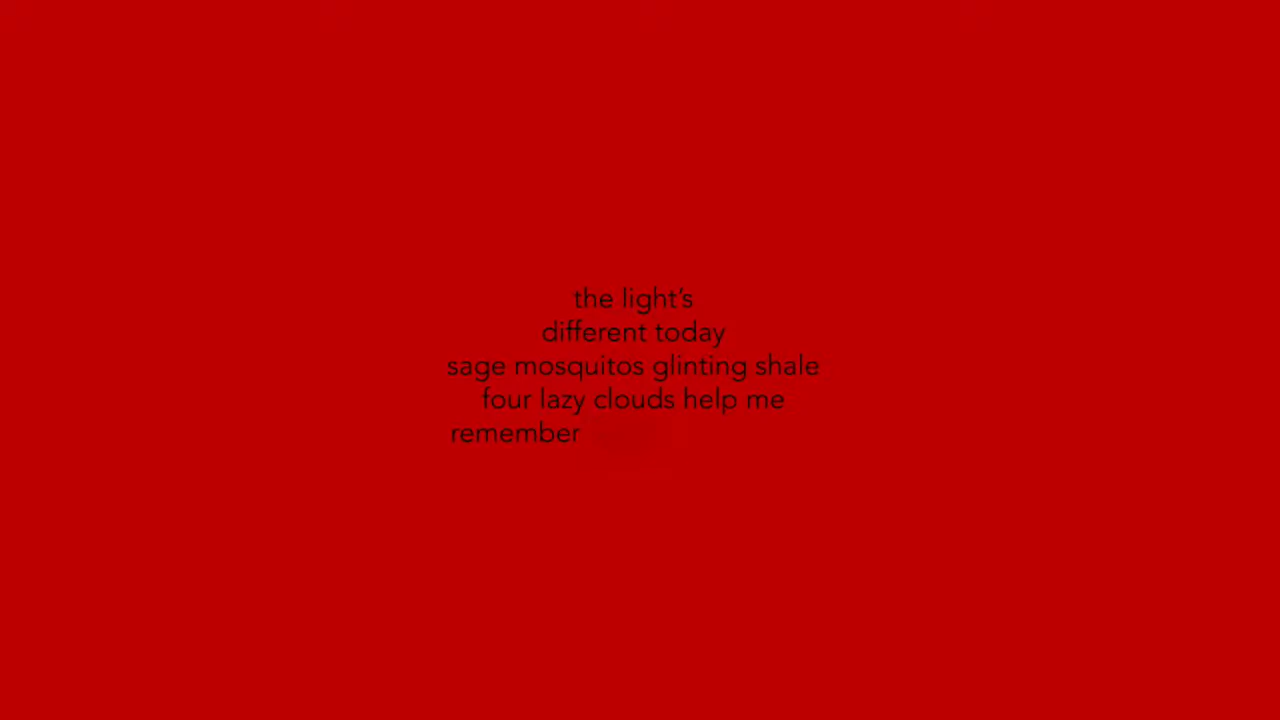 the light’s
different today
sage mosquitos glinting shale
four lazy clouds help me
remember